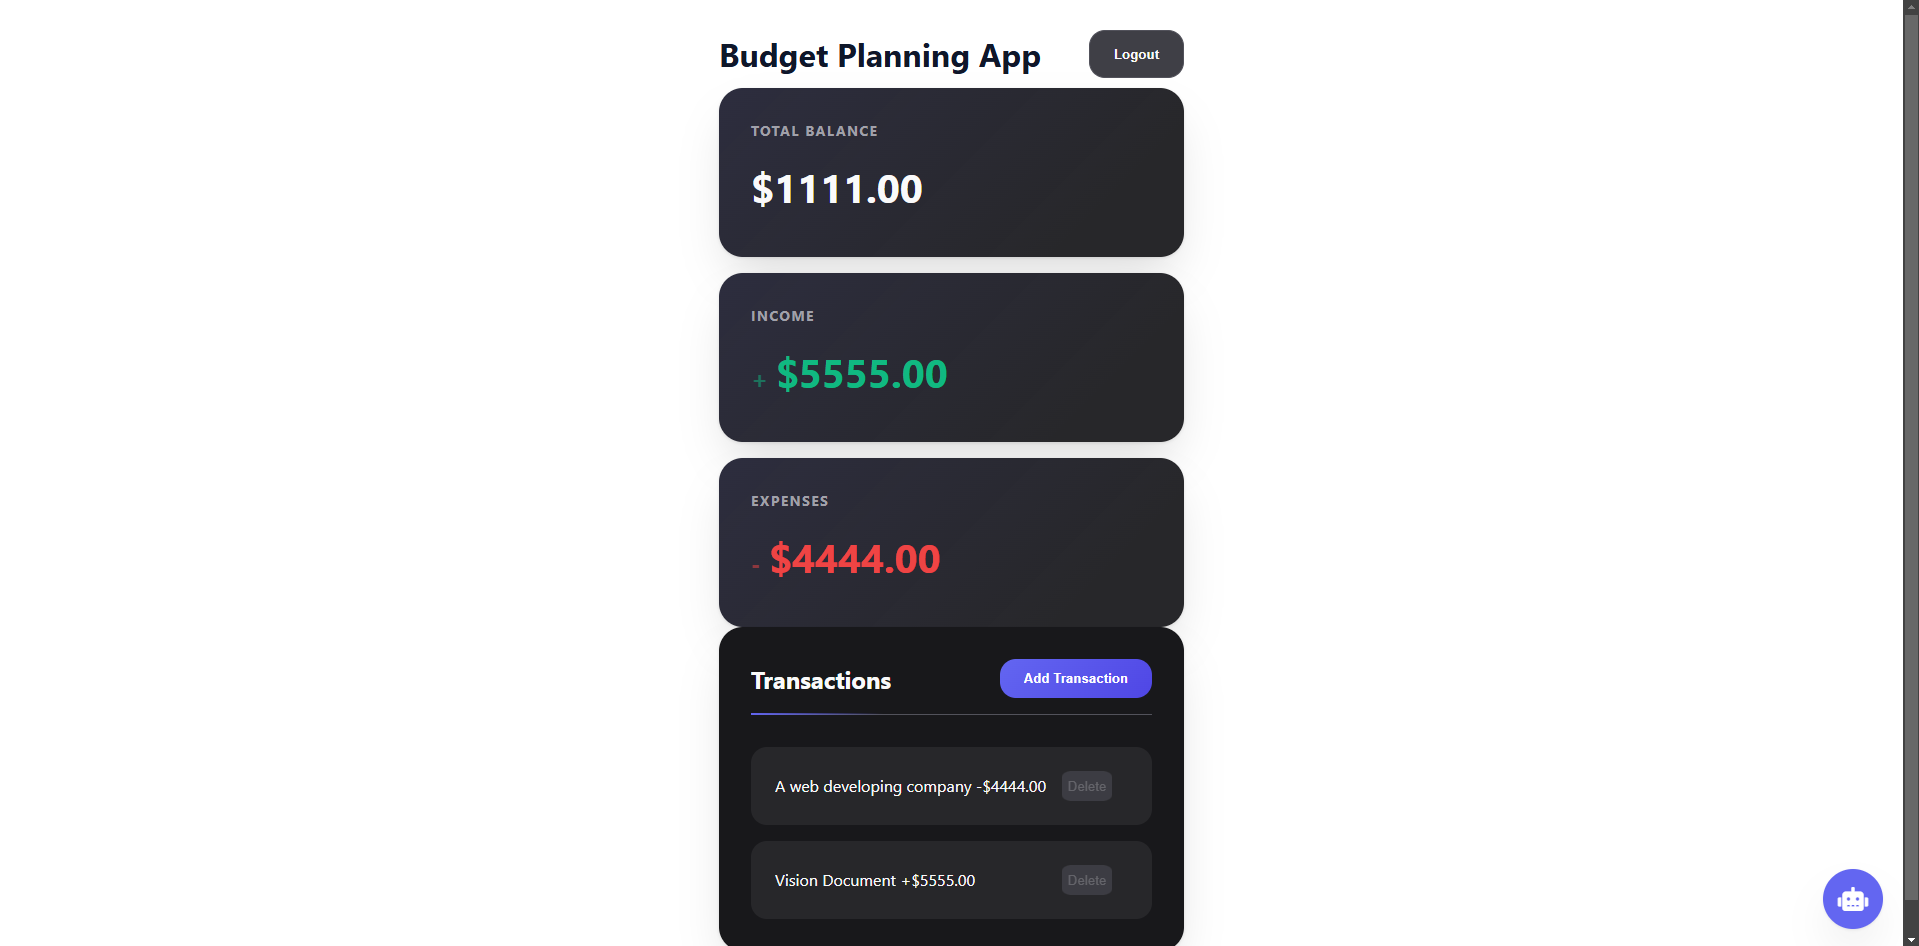 Budget Planning App
Logout
TOTAL BALANCE
$1111.00
INCOME
+ $5555.00
EXPENSES
- $4444.00
Transactions
Add Transaction
A web developing company -$4444.00
Delete
Vision Document +$5555.00
Delete